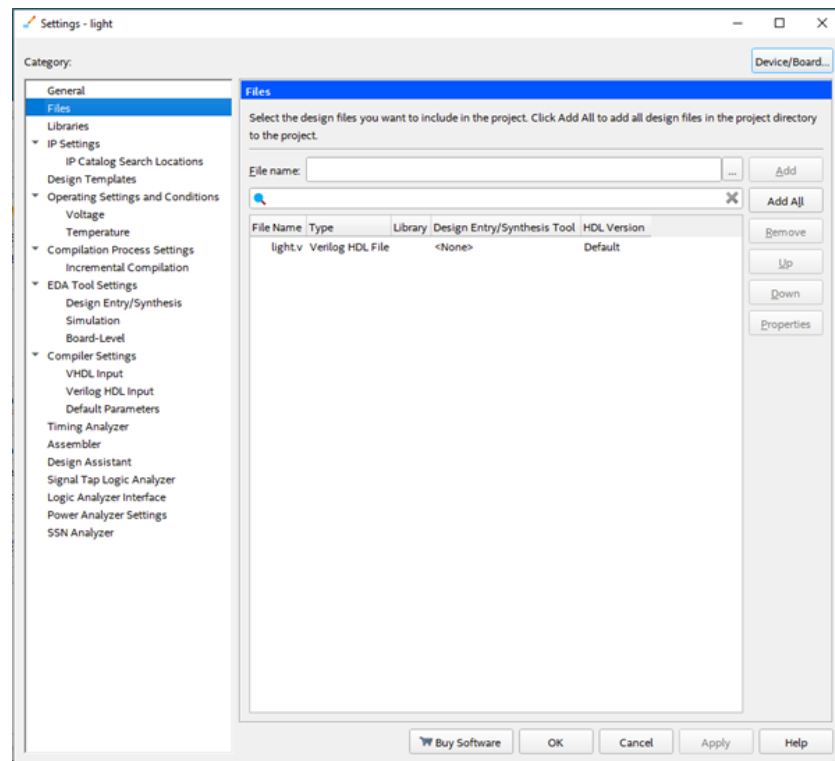 Settings - light
Category:
Device/Board...
General
Files
Libraries
IP Settings
IP Catalog Search Locations
Design Templates
Operating Settings and Conditions
Voltage
Temperature
Compilation Process Settings
Incremental Compilation
EDA Tool Settings
Design Entry/Synthesis
Simulation
Board-Level
Compiler Settings
VHDL Input
Verilog HDL Input
Default Parameters
Timing Analyzer
Assembler
Design Assistant
Signal Tap Logic Analyzer
Logic Analyzer Interface
Power Analyzer Settings
SSN Analyzer
Files
Select the design files you want to include in the project. Click Add All to add all design files in the project directory
to the project.
File name:
...
Add
Add All
Remove
Up
Down
Properties
File Name Type Library Design Entry/Synthesis Tool HDL Version
light.v Verilog HDL File <None> Default
Buy Software OK Cancel Apply Help